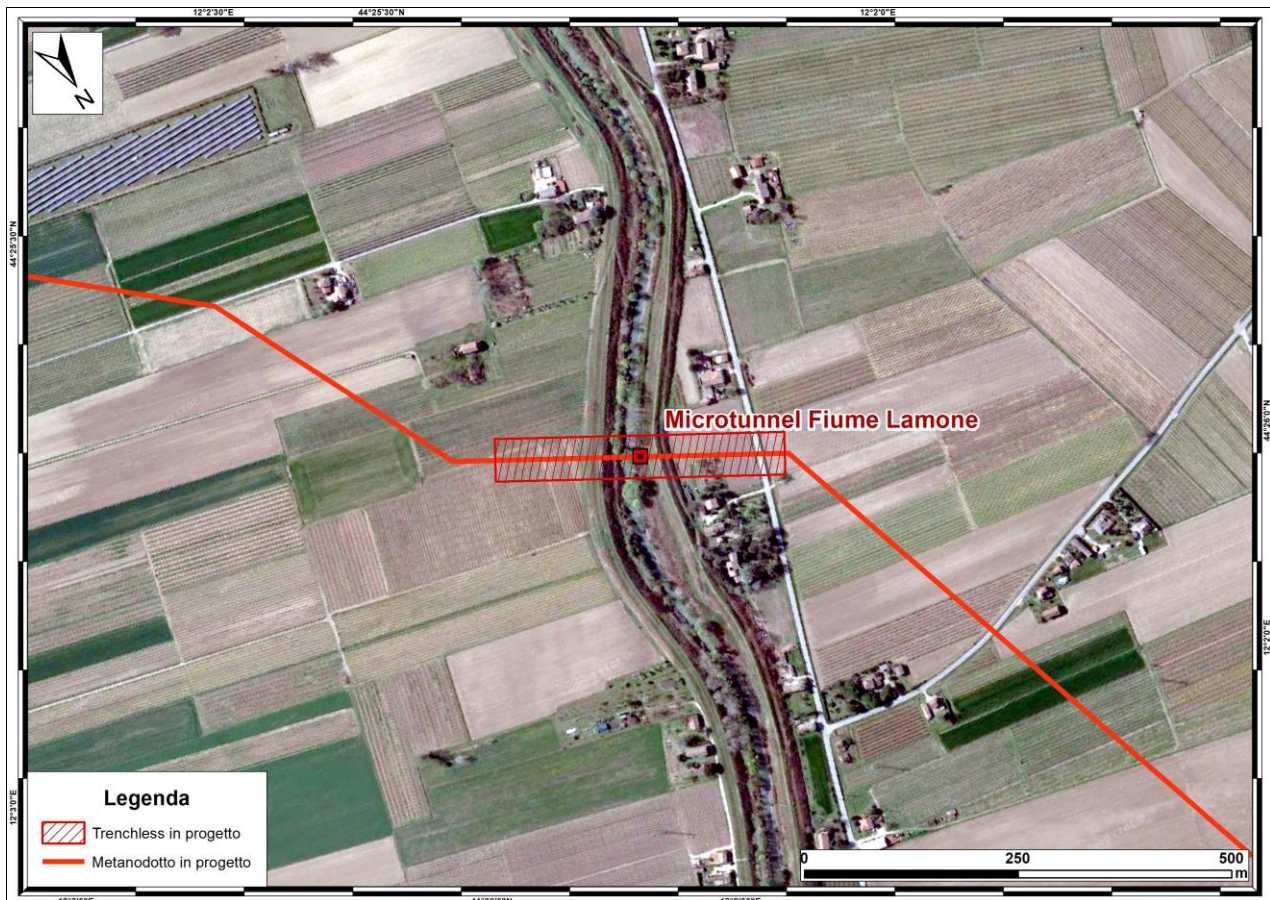 12°2'30"E
44°25'30"N
12°2'0"E
N
44°25'30"N
Microtunnel Fiume Lamone
44°26'0"N
12°2'0"E
12°3'0"E
Legenda
Trenchless in progetto
Metanodotto in progetto
0
250
500
m